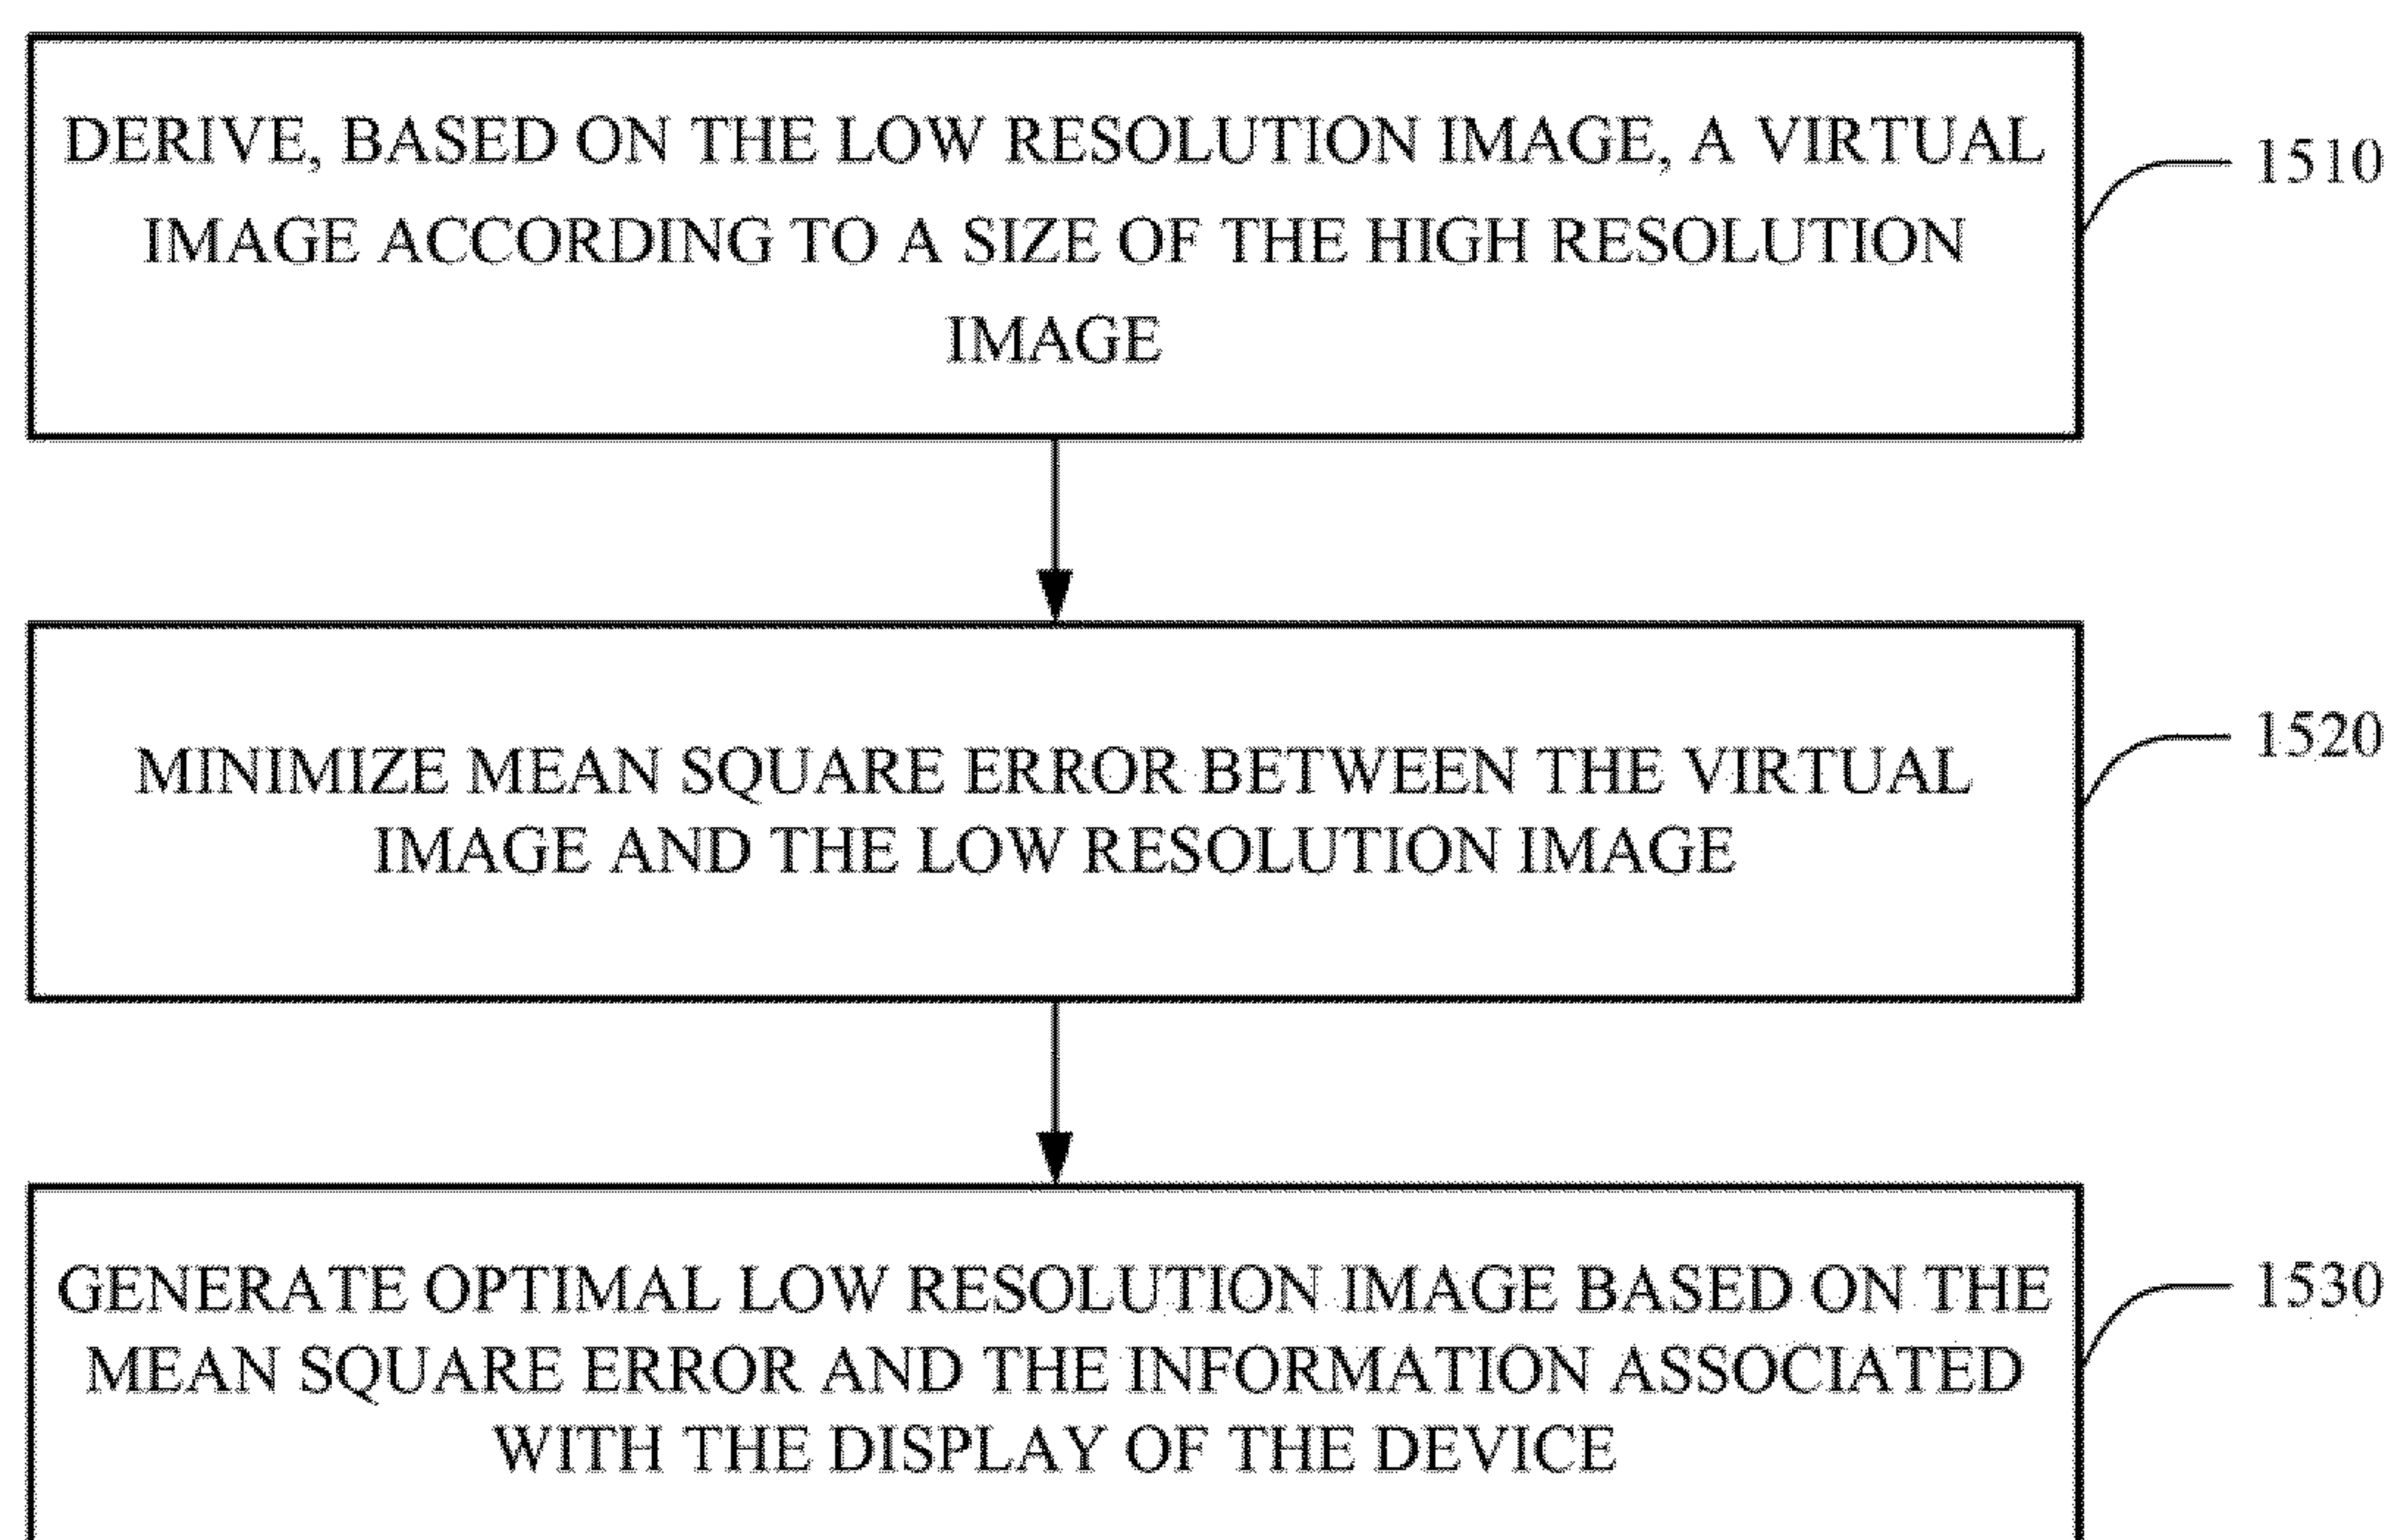 DERIVE, BASED ON THE LOW RESOLUTION IMAGE, A VIRTUAL
IMAGE ACCORDING TO A SIZE OF THE HIGH RESOLUTION
IMAGE
1510
MINIMIZE MEAN SQUARE ERROR BETWEEN THE VIRTUAL
IMAGE AND THE LOW RESOLUTION IMAGE
1520
GENERATE OPTIMAL LOW RESOLUTION IMAGE BASED ON THE
MEAN SQUARE ERROR AND THE INFORMATION ASSOCIATED
WITH THE DISPLAY OF THE DEVICE
1530